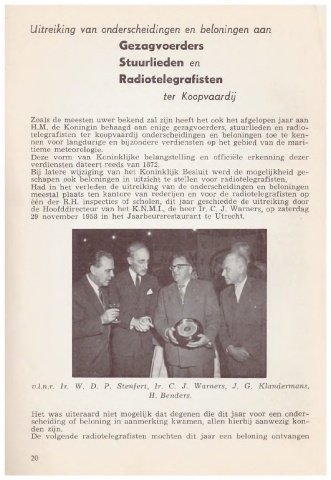 Uitreiking van onderscheidingen en beloningen aan
Gezagvoerders
Stuurlieden en
Radiotelegrafisten
ter Koopvaardij
Zoals de meesten uwer bekend zal zijn heeft het ook het afgelopen jaar aan
H.M. de Koningin behaagd aan enige gezagvoerders, stuurlieden en radio-
telegrafisten ter koopvaardij onderscheidingen en beloningen toe te ken-
nen voor langdurige en bijzondere verdiensten op het gebied van de mari-
tieme meteorologie.
Deze vorm van Koninklijke belangstelling en officiële erkenning dezer
verdiensten dateert reeds van 1872.
Bij latere wijziging van het Koninklijk Besluit werd de mogelijkheid ge-
schapen ook beloningen in uitzicht te stellen voor radiotelegrafisten.
Had in het verleden de uitreiking van de onderscheidingen en beloningen
meestal plaats ten kantore van rederijen en voor de radiotelegrafisten op
één der R.H. inspecties of scholen, dit jaar geschiedde de uitreiking door
de Hoofddirecteur van het K.N.M.I., de heer Ir. C. J. Warners, op zaterdag
29 november 1958 in het Jaarbeursrestaurant te Utrecht.
v.l.n.r. Ir. W. D. P. Stenfert, Ir. C. J. Warners, J. G. Klandermans,
H. Benders.
Het was uiteraard niet mogelijk dat degenen die dit jaar voor een onder-
scheiding of beloning in aanmerking kwamen, allen hierbij aanwezig kon-
den zijn.
De volgende radiotelegrafisten mochten dit jaar een beloning ontvangen
20